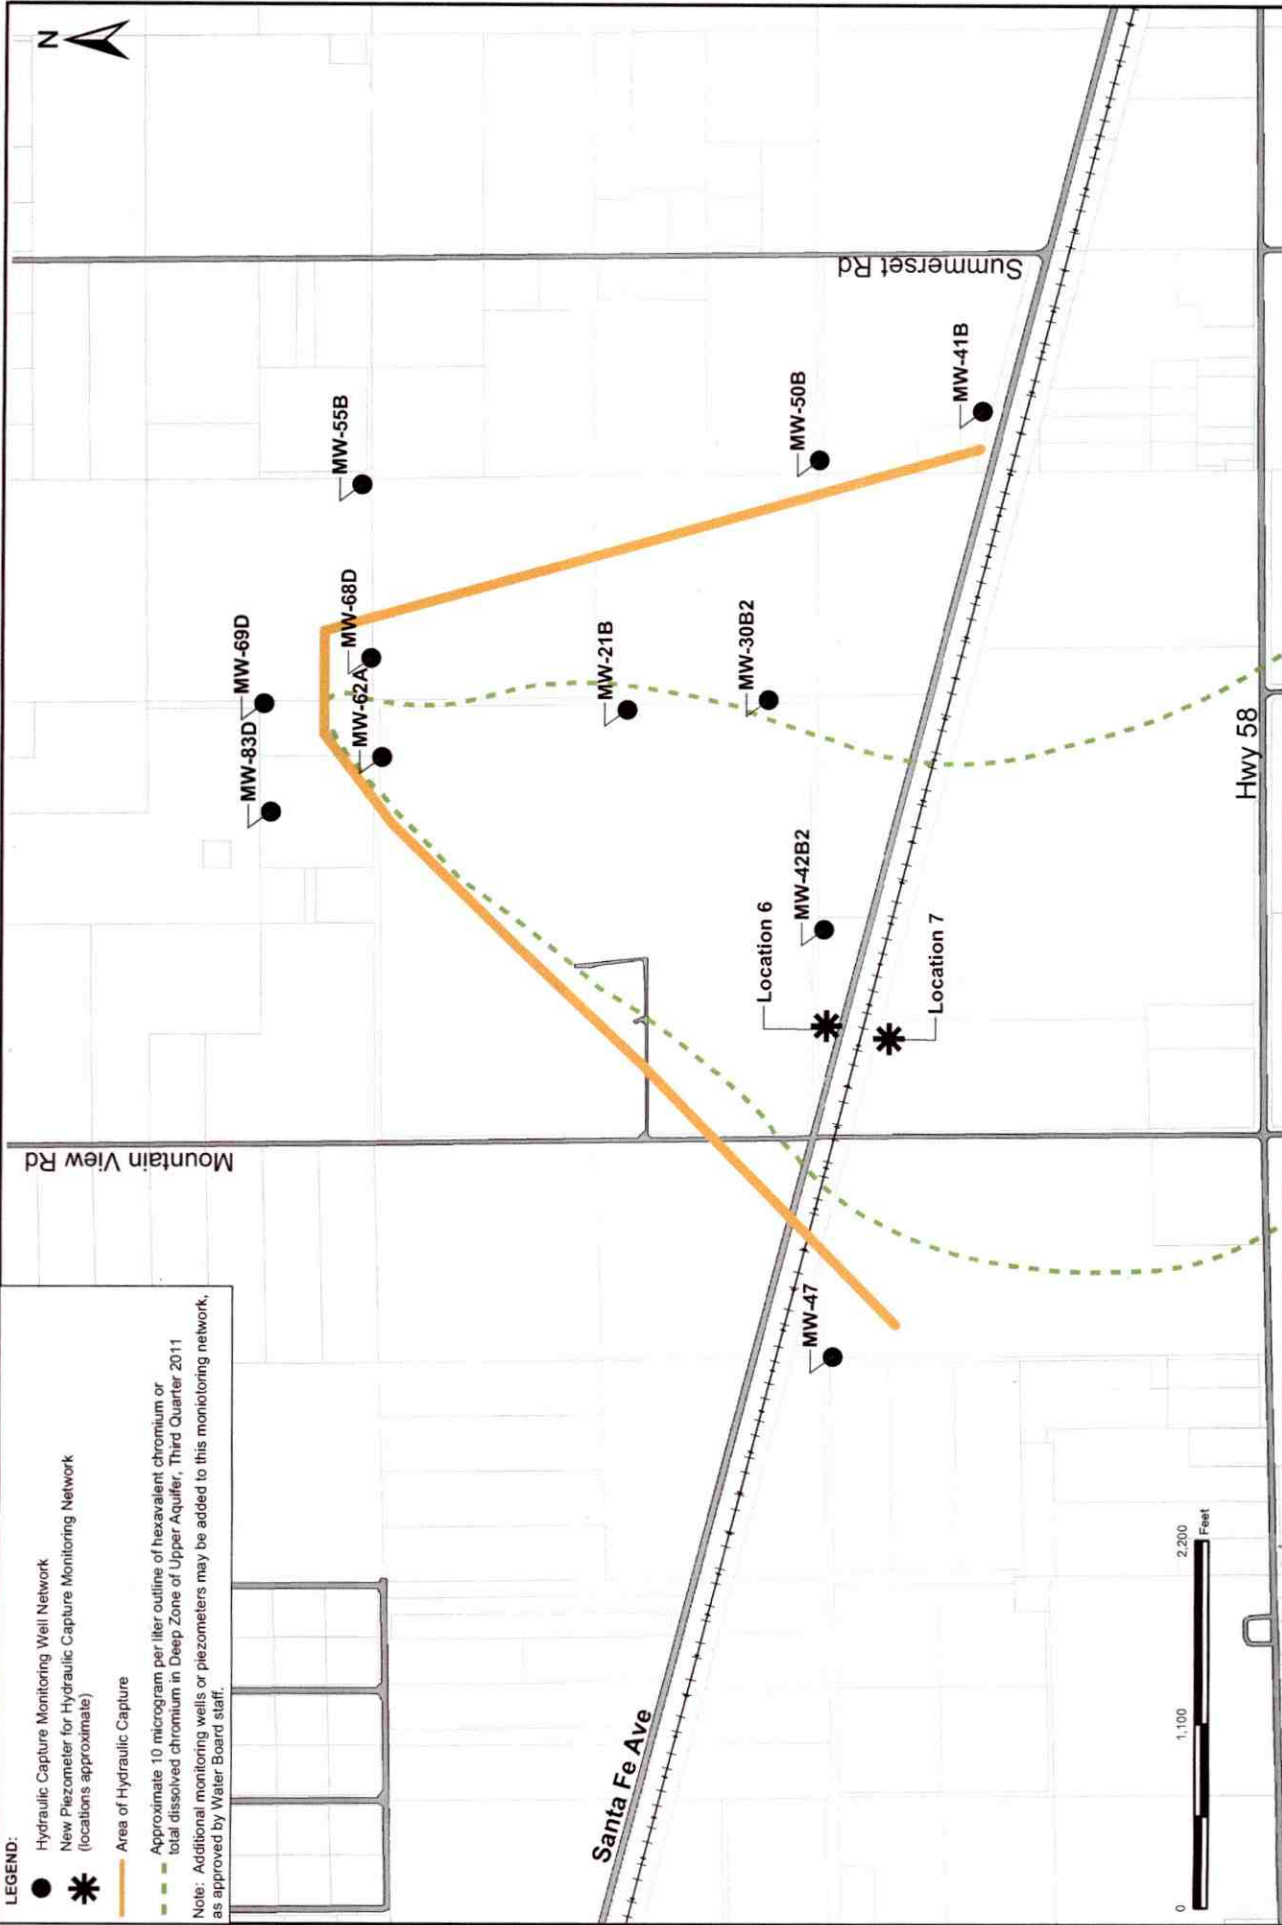 LEGEND:
Hydraulic Capture Monitoring Well Network
New Piezometer for Hydraulic Capture Monitoring Network
(locations approximate)
Area of Hydraulic Capture
Approximate 10 microgram per liter outline of hexavalent chromium or
total dissolved chromium in Deep Zone of Upper Aquifer, Third Quarter 2011
Note: Additional monitoring wells or piezometers may be added to this moniotoring network,
as approved by Water Board staff.
N
Mountain View Rd
Summerset Rd
MW-83D
MW-69D
MW-55B
MW-62A
MW-68D
MW-21B
MW-30B2
MW-50B
MW-42B2
MW-41B
MW-47
Location 6
Location 7
Santa Fe Ave
Hwy 58
0
1,100
2,200
Feet